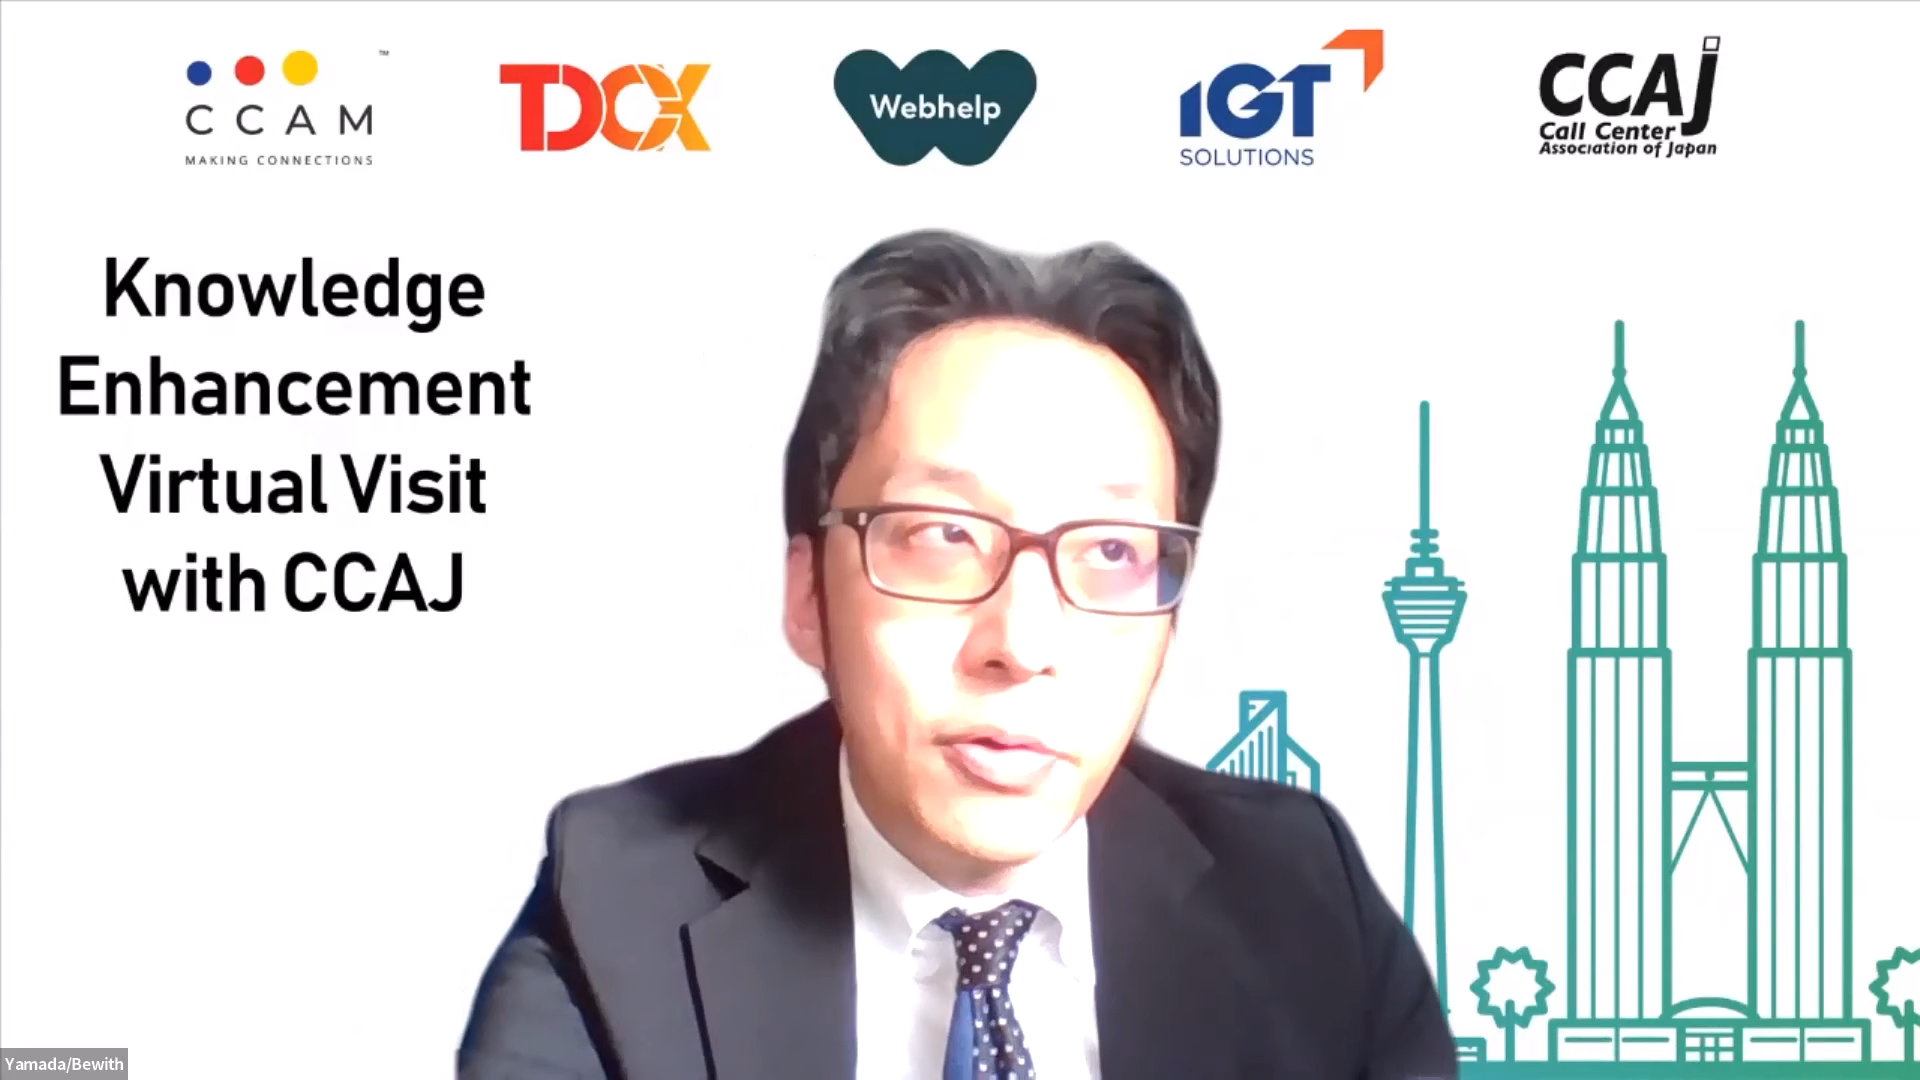 CCAM
™
MAKING CONNECTIONS
TDCX
Webhelp
IGT
SOLUTIONS
CCAJ
Call Center
Association of Japan
Knowledge
Enhancement
Virtual Visit
with CCAJ
Yamada/Bewith